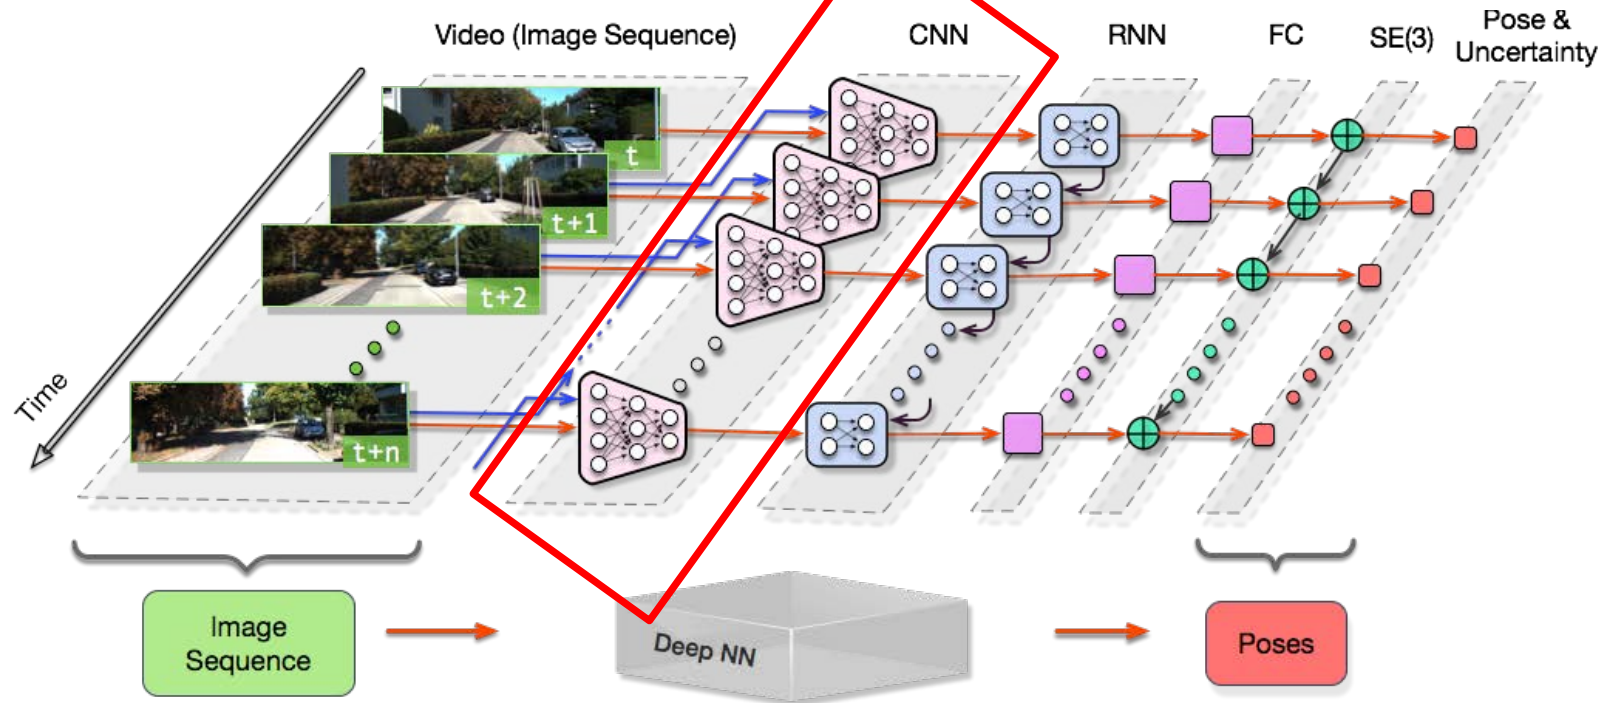 Video (Image Sequence)
CNN
RNN
FC
SE(3)
Pose &
Uncertainty
Time
t
t+1
t+2
t+n
Image
Sequence
Deep NN
Poses